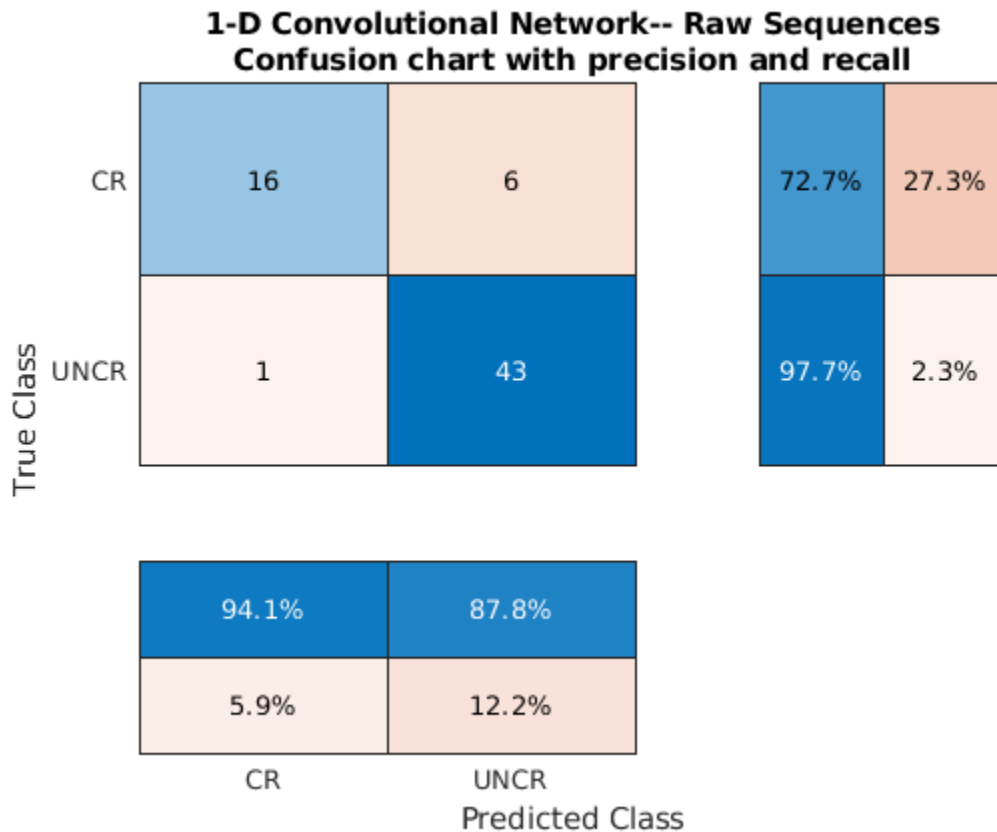 1-D Convolutional Network-- Raw Sequences
Confusion chart with precision and recall
CR 16 6 72.7% 27.3%
UNCR 1 43 97.7% 2.3%
True Class
94.1% 87.8%
5.9% 12.2%
CR UNCR
Predicted Class